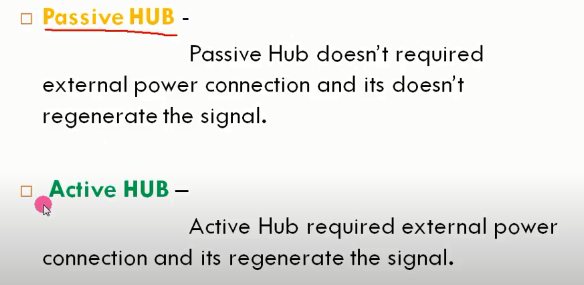 Passive HUB -
Passive Hub doesn't required
external power connection and its doesn't
regenerate the signal.
Active HUB –
Active Hub required external power
connection and its regenerate the signal.